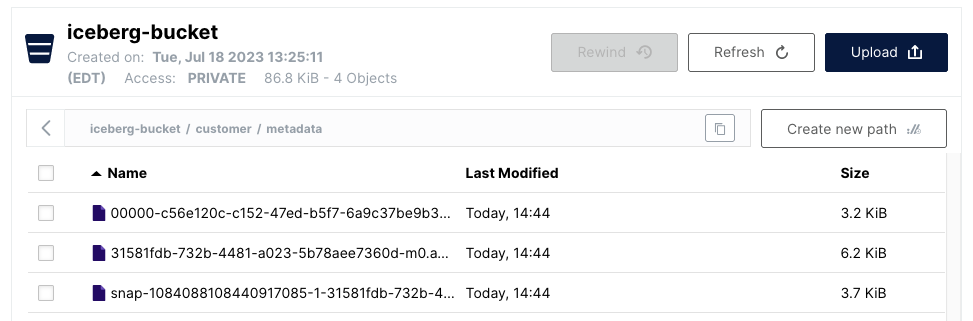 iceberg-bucket
Created on: Tue, Jul 18 2023 13:25:11
(EDT) Access: PRIVATE 86.8 KiB - 4 Objects
Rewind
Refresh
Upload
iceberg-bucket / customer / metadata
Create new path
Name Last Modified Size
00000-c56e120c-c152-47ed-b5f7-6a9c37be9b3... Today, 14:44 3.2 KiB
31581fdb-732b-4481-a023-5b78aee7360d-m0.a... Today, 14:44 6.2 KiB
snap-1084088108440917085-1-31581fdb-732b-4... Today, 14:44 3.7 KiB